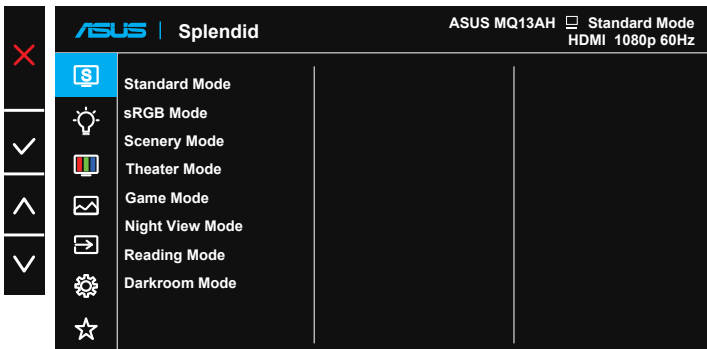 ASUS | Splendid
ASUS MQ13AH Standard Mode
HDMI 1080p 60Hz
S
Standard Mode
sRGB Mode
Scenery Mode
Theater Mode
Game Mode
Night View Mode
Reading Mode
Darkroom Mode